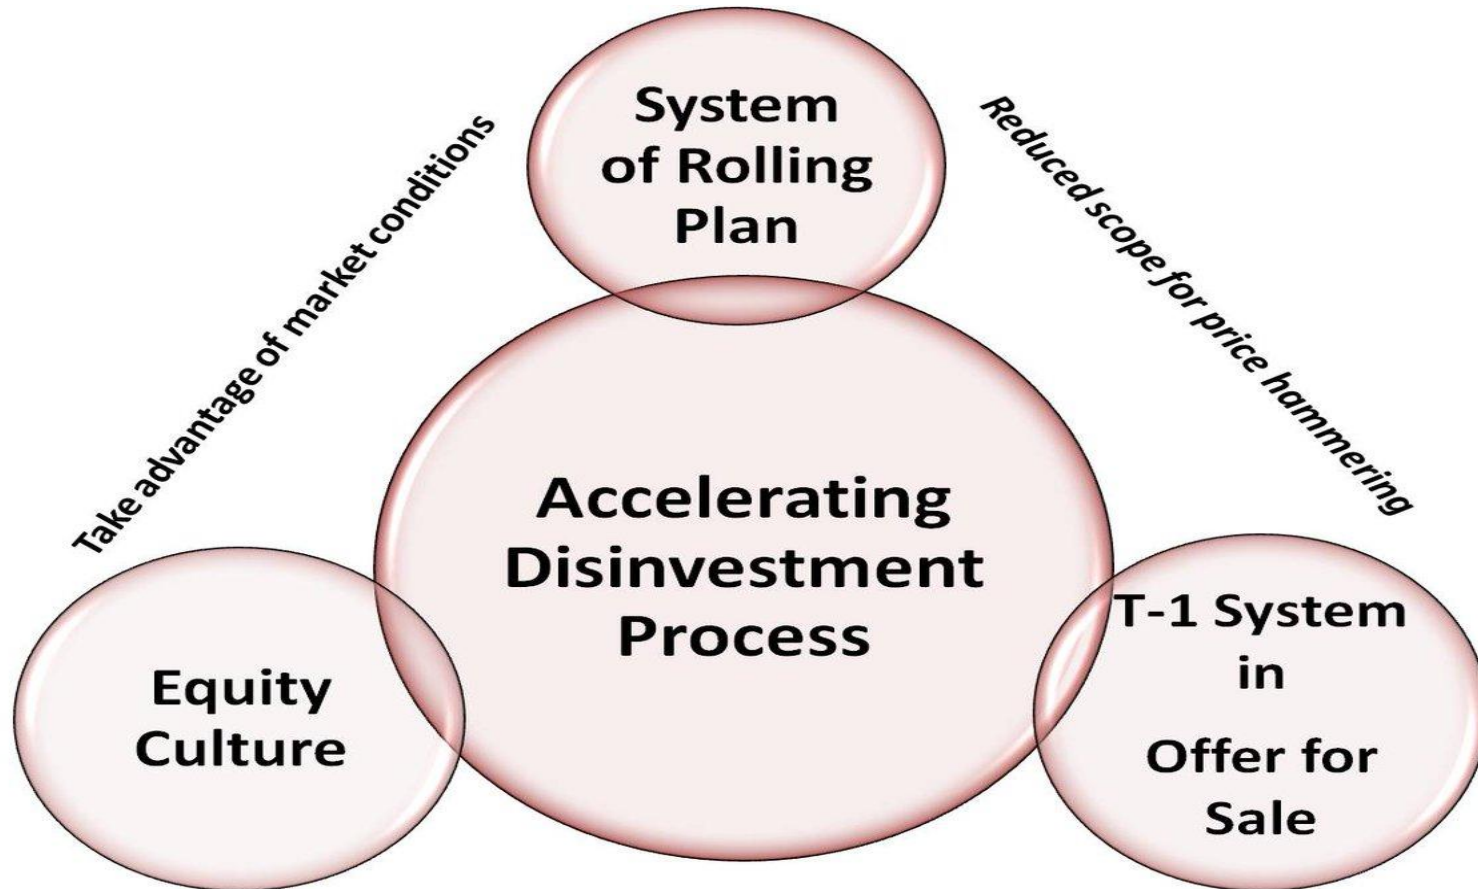 System
of Rolling
Plan
Take advantage of market conditions
Reduced scope for price hammering
Accelerating
Disinvestment
Process
Equity
Culture
T-1 System
in
Offer for
Sale